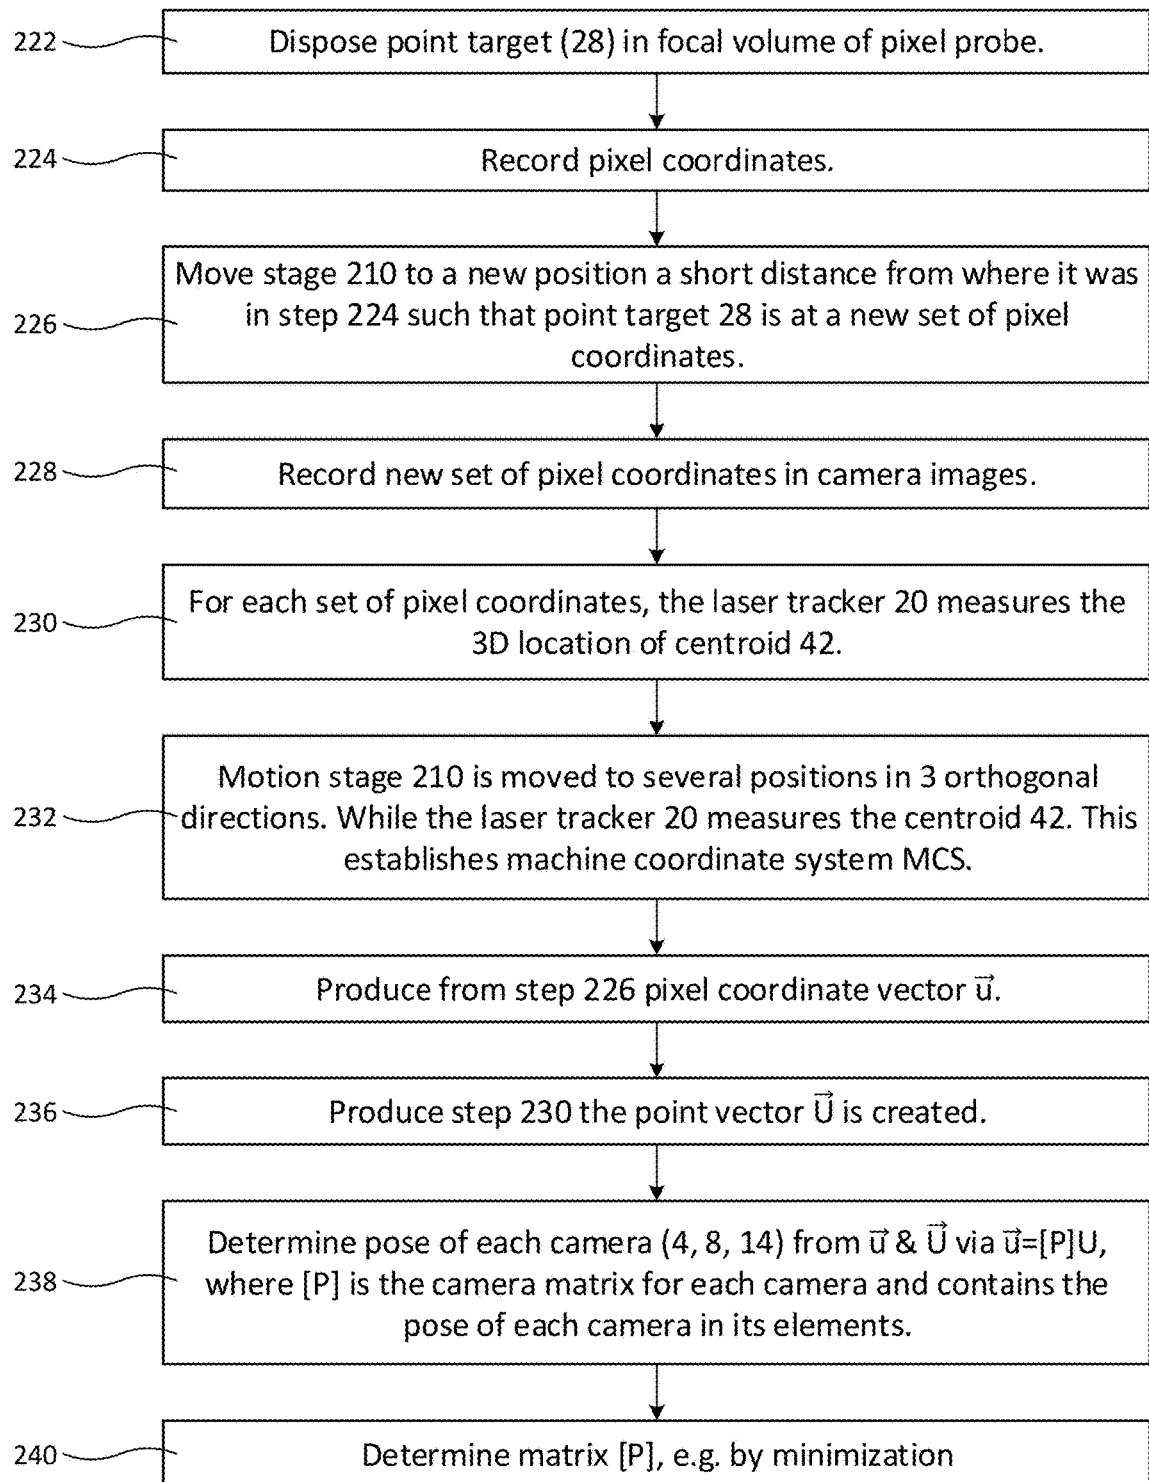 222
Dispose point target (28) in focal volume of pixel probe.
224
Record pixel coordinates.
226
Move stage 210 to a new position a short distance from where it was
in step 224 such that point target 28 is at a new set of pixel
coordinates.
228
Record new set of pixel coordinates in camera images.
230
For each set of pixel coordinates, the laser tracker 20 measures the
3D location of centroid 42.
232
Motion stage 210 is moved to several positions in 3 orthogonal
directions. While the laser tracker 20 measures the centroid 42. This
establishes machine coordinate system MCS.
234
Produce from step 226 pixel coordinate vector u⃗.
236
Produce step 230 the point vector U⃗ is created.
238
Determine pose of each camera (4, 8, 14) from u⃗ & U⃗ via u⃗=[P]U,
where [P] is the camera matrix for each camera and contains the
pose of each camera in its elements.
240
Determine matrix [P], e.g. by minimization